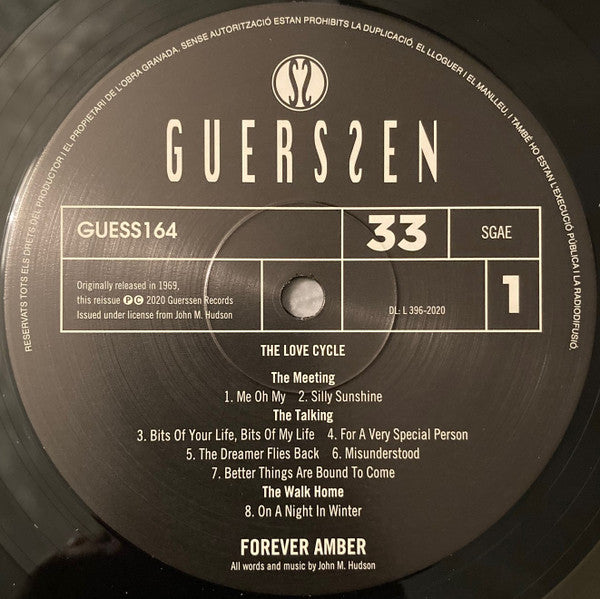 RESERVATS TOTS ELS DRETS DEL PRODUCTOR I EL PROPIETARI DE L'OBRA GRAVADA, SENSE AUTORITZACIÓ ESTAN PROHIBITS LA DUPLICACIÓ, EL LLOGUER I EL MANLLEU, I TAMBÉ HO ESTAN L'EXECUCIÓ PÚBLICA I LA RADIODIFUSIÓ.
GUERSSEN
GUESS164
33
SGAE
Originally released in 1969,
this reissue Ⓟ Ⓒ 2020 Guerssen Records
Issued under license from John M. Hudson
DL: L 396-2020
1
THE LOVE CYCLE
The Meeting
1. Me Oh My 2. Silly Sunshine
The Talking
3. Bits Of Your Life, Bits Of My Life 4. For A Very Special Person
5. The Dreamer Flies Back 6. Misunderstood
7. Better Things Are Bound To Come
The Walk Home
8. On A Night In Winter
FOREVER AMBER
All words and music by John M. Hudson